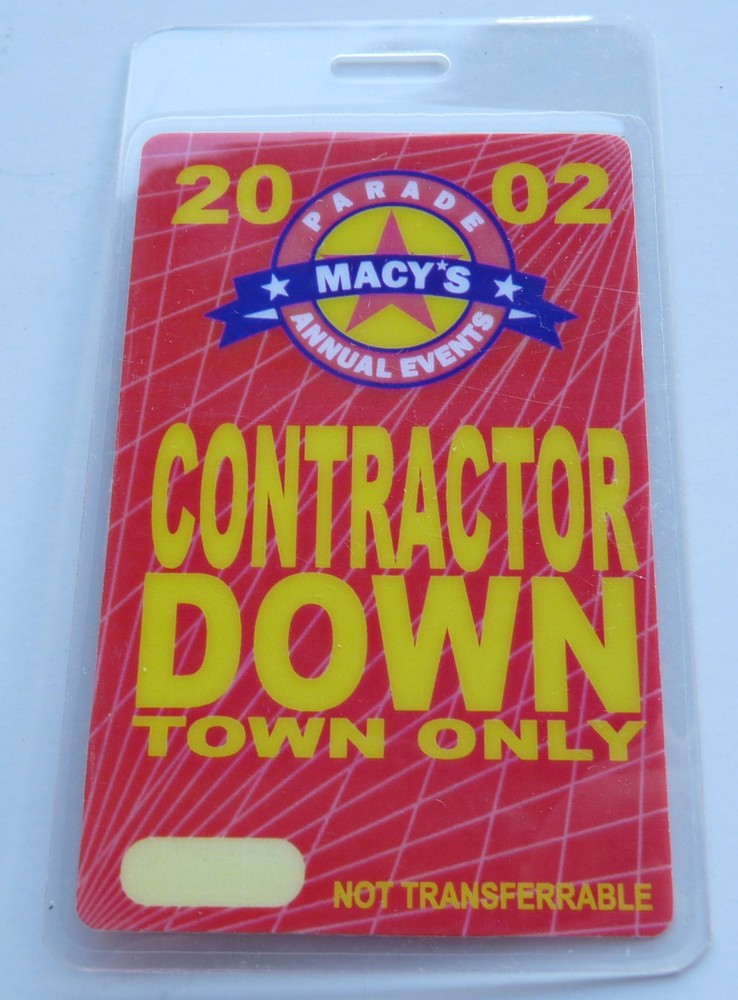 20 02
PARADE
MACY'S
ANNUAL EVENTS
CONTRACTOR
DOWN
TOWN ONLY
NOT TRANSFERRABLE